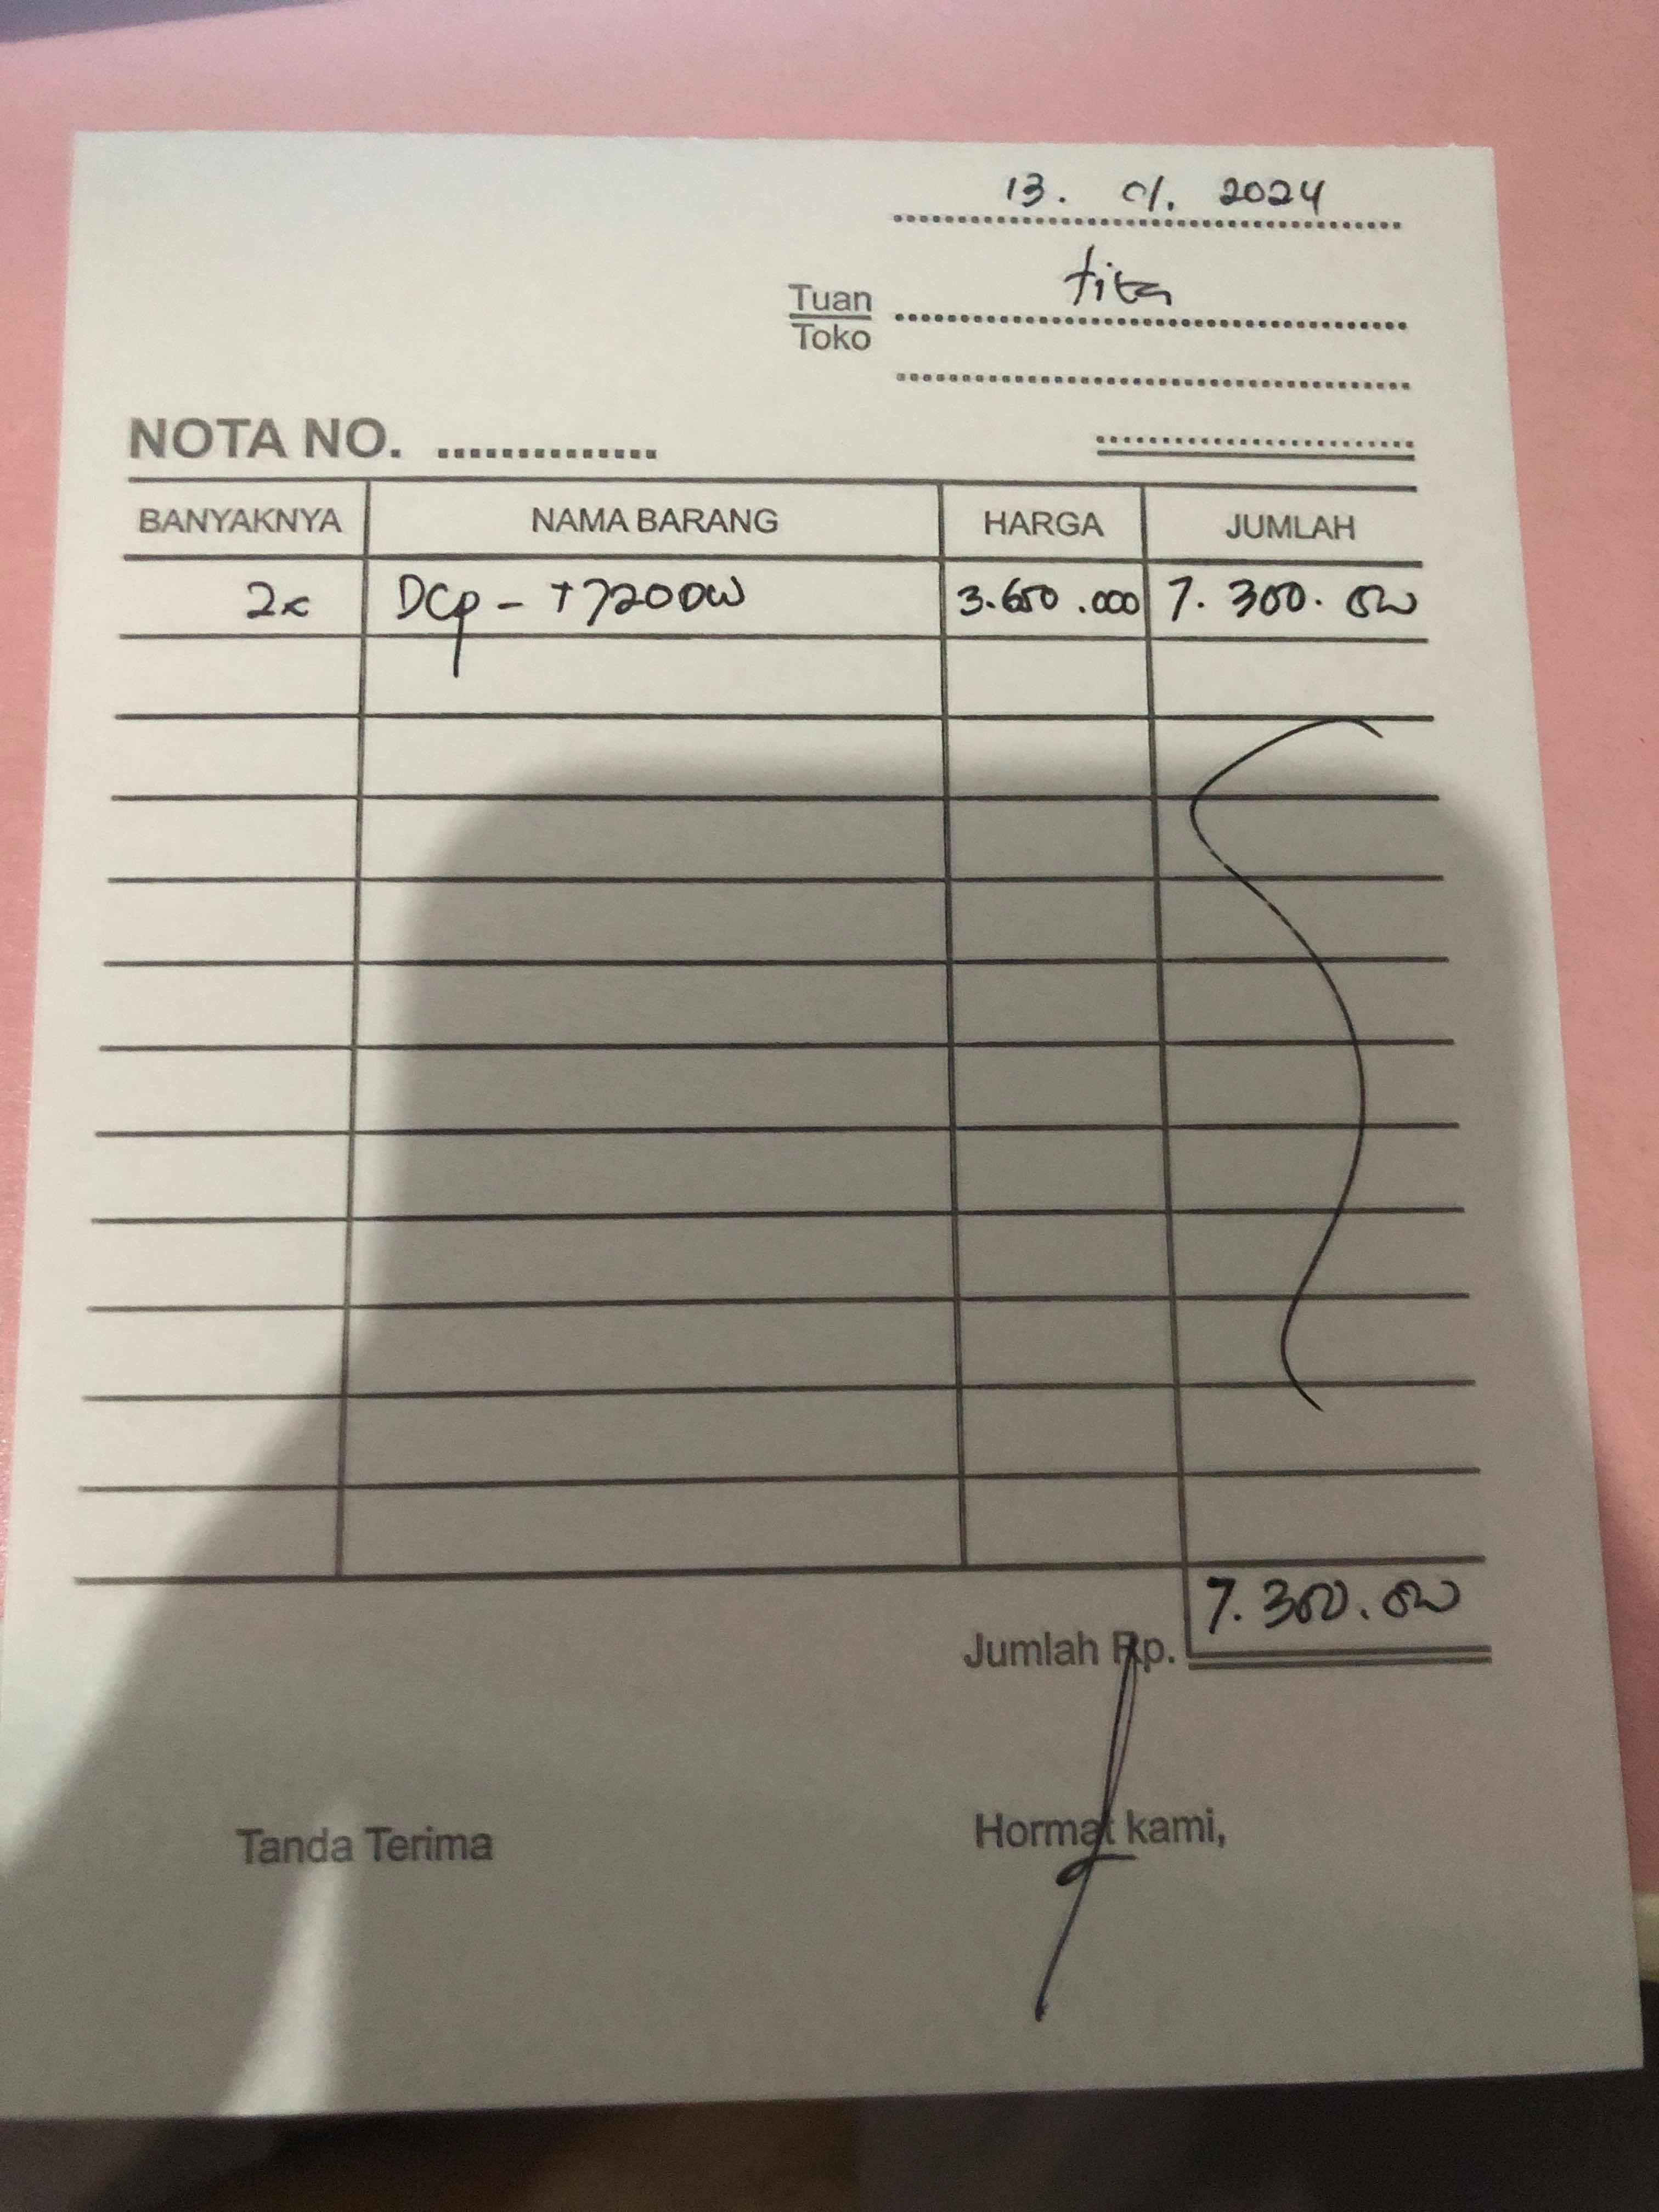 13. 01. 2024
Tuan tita
Toko
NOTA NO.
BANYAKNYA NAMA BARANG HARGA JUMLAH
2x DCP - T720DW 3.650.000 7.300.000
Jumlah Rp. 7.300.000
Tanda Terima Hormat kami,